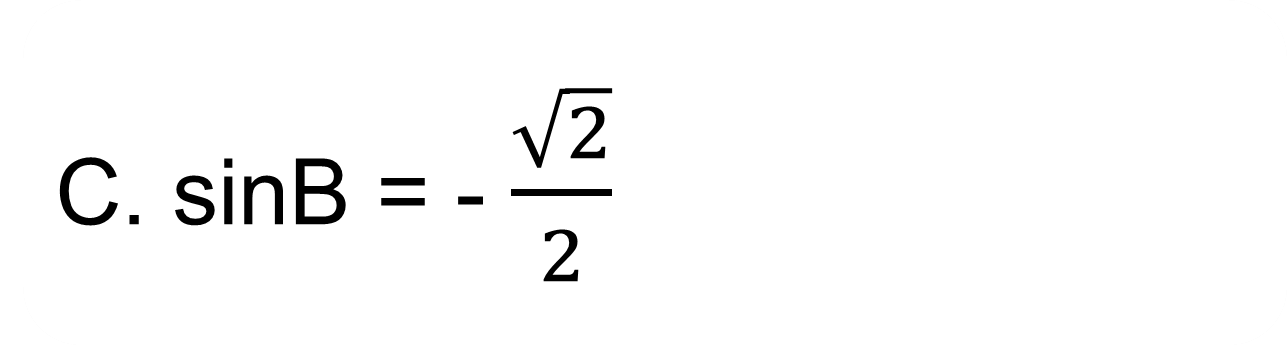 C. sinB = - √2/2